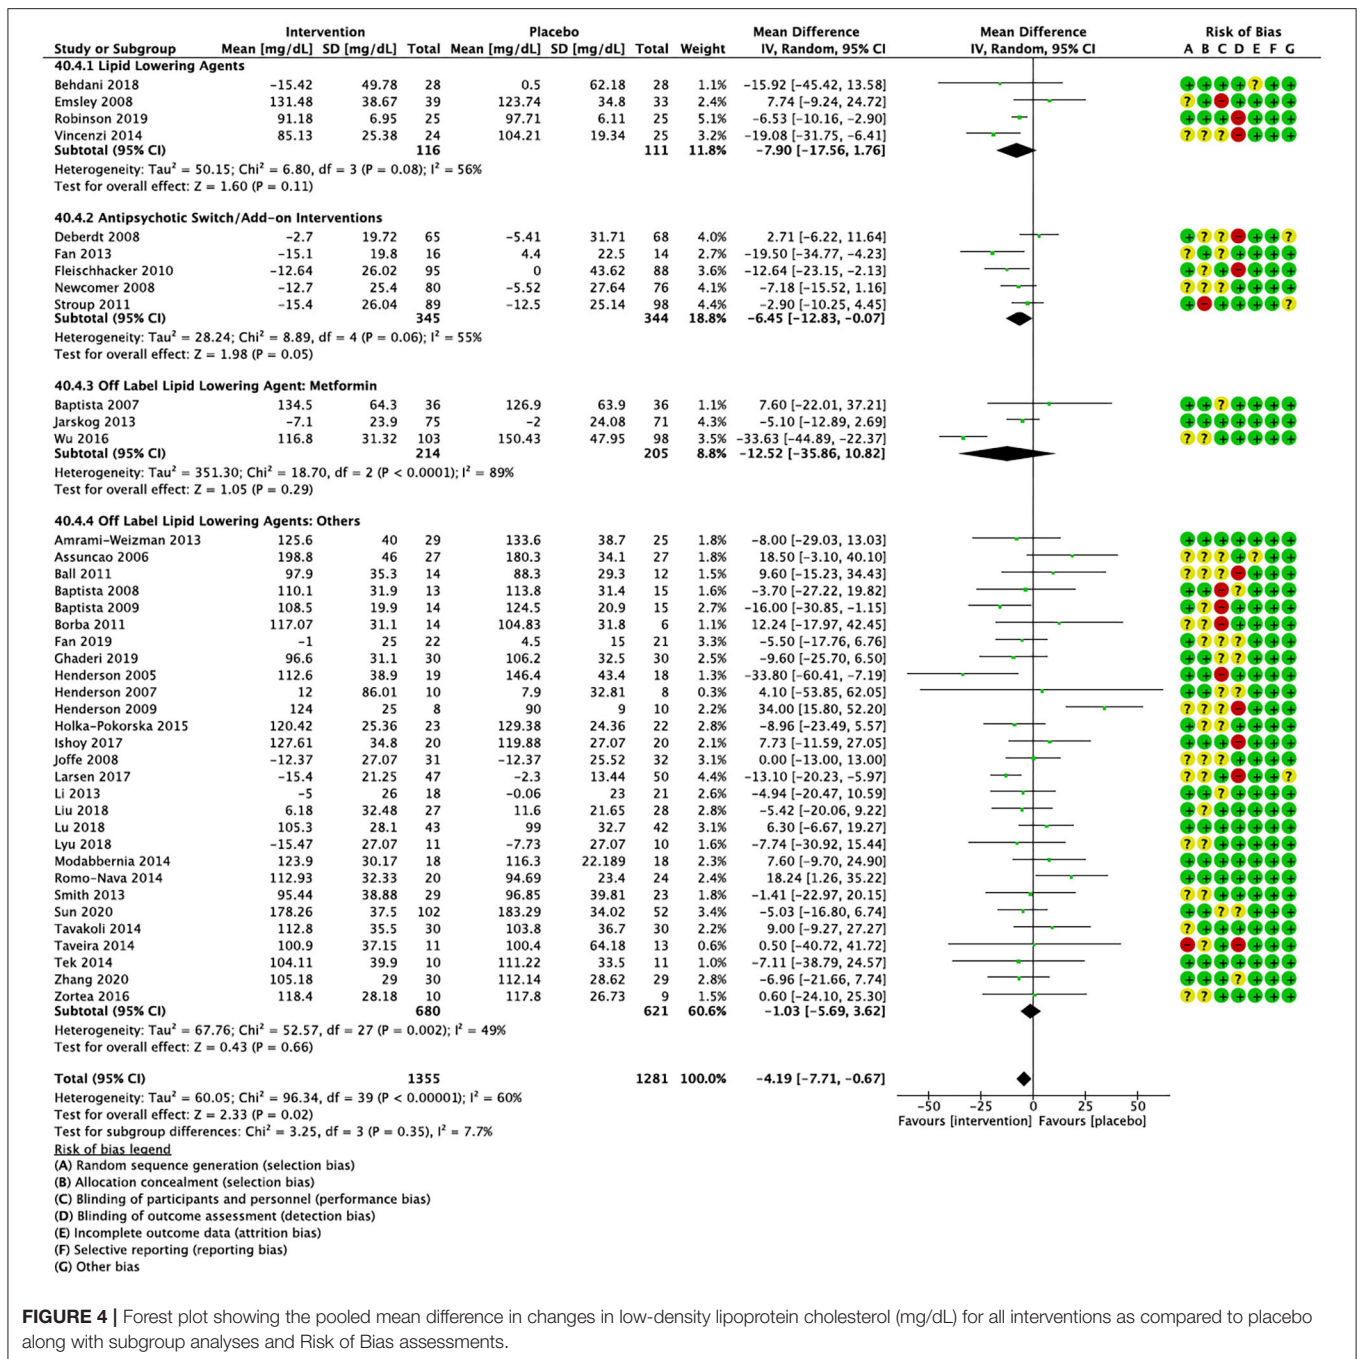 Intervention Placebo Mean Difference Mean Difference Risk of Bias
Study or Subgroup Mean [mg/dL] SD [mg/dL] Total Mean [mg/dL] SD [mg/dL] Total Weight IV, Random, 95% CI IV, Random, 95% CI A B C D E F G
40.4.1 Lipid Lowering Agents
Behdani 2018 −15.42 49.78 28 0.5 62.18 28 1.1% −15.92 [−45.42, 13.58] + + + + ? + +
Emsley 2008 131.48 38.67 39 123.74 34.8 33 2.4% 7.74 [−9.24, 24.72] ? + − + + + +
Robinson 2019 91.18 6.95 25 97.71 6.11 25 5.1% −6.53 [−10.16, −2.90] + + + − + + +
Vincenzi 2014 85.13 25.38 24 104.21 19.34 25 3.2% −19.08 [−31.75, −6.41] ? ? ? − + + +
Subtotal (95% CI) 116 111 11.8% −7.90 [−17.56, 1.76]
Heterogeneity: Tau² = 50.15; Chi² = 6.80, df = 3 (P = 0.08); I² = 56%
Test for overall effect: Z = 1.60 (P = 0.11)
40.4.2 Antipsychotic Switch/Add−on Interventions
Deberdt 2008 −2.7 19.72 65 −5.41 31.71 68 4.0% 2.71 [−6.22, 11.64] + ? ? − + + ?
Fan 2013 −15.1 19.8 16 4.4 22.5 14 2.7% −19.50 [−34.77, −4.23] ? ? + + + + +
Fleischhacker 2010 −12.64 26.02 95 0 43.62 88 3.6% −12.64 [−23.15, −2.13] + ? + − + + +
Newcomer 2008 −12.7 25.4 80 −5.52 27.64 76 4.1% −7.18 [−15.52, 1.16] ? ? ? + + + +
Stroup 2011 −15.4 26.04 89 −12.5 25.14 98 4.4% −2.90 [−10.25, 4.45] + − + + + + ?
Subtotal (95% CI) 345 344 18.8% −6.45 [−12.83, −0.07]
Heterogeneity: Tau² = 28.24; Chi² = 8.89, df = 4 (P = 0.06); I² = 55%
Test for overall effect: Z = 1.98 (P = 0.05)
40.4.3 Off Label Lipid Lowering Agent: Metformin
Baptista 2007 134.5 64.3 36 126.9 63.9 36 1.1% 7.60 [−22.01, 37.21] + + ? + + + +
Jarskog 2013 −7.1 23.9 75 −2 24.08 71 4.3% −5.10 [−12.89, 2.69] + + + + + + +
Wu 2016 116.8 31.32 103 150.43 47.95 98 3.5% −33.63 [−44.89, −22.37] ? ? + + + + +
Subtotal (95% CI) 214 205 8.8% −12.52 [−35.86, 10.82]
Heterogeneity: Tau² = 351.30; Chi² = 18.70, df = 2 (P < 0.0001); I² = 89%
Test for overall effect: Z = 1.05 (P = 0.29)
40.4.4 Off Label Lipid Lowering Agents: Others
Amrami−Weizman 2013 125.6 40 29 133.6 38.7 25 1.8% −8.00 [−29.03, 13.03] + + + + + + +
Assuncao 2006 198.8 46 27 180.3 34.1 27 1.8% 18.50 [−3.10, 40.10] ? ? ? + ? + +
Ball 2011 97.9 35.3 14 88.3 29.3 12 1.5% 9.60 [−15.23, 34.43] ? ? ? − + + +
Baptista 2008 110.1 31.9 13 113.8 31.4 15 1.6% −3.70 [−27.22, 19.82] + + − ? + + +
Baptista 2009 108.5 19.9 14 124.5 20.9 15 2.7% −16.00 [−30.85, −1.15] + ? − + + + +
Borba 2011 117.07 31.1 14 104.83 31.8 6 1.1% 12.24 [−17.97, 42.45] ? ? − + + + +
Fan 2019 −1 25 22 4.5 15 21 3.3% −5.50 [−17.76, 6.76] + ? ? ? + + +
Ghaderi 2019 96.6 31.1 30 106.2 32.5 30 2.5% −9.60 [−25.70, 6.50] + + ? ? + + +
Henderson 2005 112.6 38.9 19 146.4 43.4 18 1.3% −33.80 [−60.41, −7.19] + + − + + + +
Henderson 2007 12 86.01 10 7.9 32.81 8 0.3% 4.10 [−53.85, 62.05] + + ? ? + + +
Henderson 2009 124 25 8 90 9 10 2.2% 34.00 [15.80, 52.20] ? ? ? − + + +
Holka−Pokorska 2015 120.42 25.36 23 129.38 24.36 22 2.8% −8.96 [−23.49, 5.57] + ? ? + + + +
Ishoy 2017 127.61 34.8 20 119.88 27.07 20 2.1% 7.73 [−11.59, 27.05] + + + − + + +
Joffe 2008 −12.37 27.07 31 −12.37 25.52 32 3.1% 0.00 [−13.00, 13.00] ? ? ? + + + +
Larsen 2017 −15.4 21.25 47 −2.3 13.44 50 4.4% −13.10 [−20.23, −5.97] ? ? + − + + ?
Li 2013 −5 26 18 −0.06 23 21 2.6% −4.94 [−20.47, 10.59] + + ? + + + +
Liu 2018 6.18 32.48 27 11.6 21.65 28 2.8% −5.42 [−20.06, 9.22] + ? + + + + +
Lu 2018 105.3 28.1 43 99 32.7 42 3.1% 6.30 [−6.67, 19.27] + + + + + + +
Lyu 2018 −15.47 27.07 11 −7.73 27.07 10 1.6% −7.74 [−30.92, 15.44] ? ? + + + + +
Modabbernia 2014 123.9 30.17 18 116.3 22.189 18 2.3% 7.60 [−9.70, 24.90] + + + + + + +
Romo−Nava 2014 112.93 32.33 20 94.69 23.4 24 2.4% 18.24 [1.26, 35.22] + + + + + + +
Smith 2013 95.44 38.88 29 96.85 39.81 23 1.8% −1.41 [−22.97, 20.15] ? ? + + + + +
Sun 2020 178.26 37.5 102 183.29 34.02 52 3.4% −5.03 [−16.80, 6.74] + + ? ? + + +
Tavakoli 2014 112.8 35.5 30 103.8 36.7 30 2.2% 9.00 [−9.27, 27.27] ? + + + + + +
Taveira 2014 100.9 37.15 11 100.4 64.18 13 0.6% 0.50 [−40.72, 41.72] − ? + − + + +
Tek 2014 104.11 39.9 10 111.22 33.5 11 1.0% −7.11 [−38.79, 24.57] + + + + + + +
Zhang 2020 105.18 29 30 112.14 28.62 29 2.8% −6.96 [−21.66, 7.74] + + + ? + + +
Zortea 2016 118.4 28.18 10 117.8 26.73 9 1.5% 0.60 [−24.10, 25.30] ? ? + + + + +
Subtotal (95% CI) 680 621 60.6% −1.03 [−5.69, 3.62]
Heterogeneity: Tau² = 67.76; Chi² = 52.57, df = 27 (P = 0.002); I² = 49%
Test for overall effect: Z = 0.43 (P = 0.66)
Total (95% CI) 1355 1281 100.0% −4.19 [−7.71, −0.67]
Heterogeneity: Tau² = 60.05; Chi² = 96.34, df = 39 (P < 0.00001); I² = 60%
Test for overall effect: Z = 2.33 (P = 0.02)
Test for subgroup differences: Chi² = 3.25, df = 3 (P = 0.35), I² = 7.7%
−50 −25 0 25 50
Favours [intervention] Favours [placebo]
Risk of bias legend
(A) Random sequence generation (selection bias)
(B) Allocation concealment (selection bias)
(C) Blinding of participants and personnel (performance bias)
(D) Blinding of outcome assessment (detection bias)
(E) Incomplete outcome data (attrition bias)
(F) Selective reporting (reporting bias)
(G) Other bias
FIGURE 4 | Forest plot showing the pooled mean difference in changes in low-density lipoprotein cholesterol (mg/dL) for all interventions as compared to placebo
along with subgroup analyses and Risk of Bias assessments.